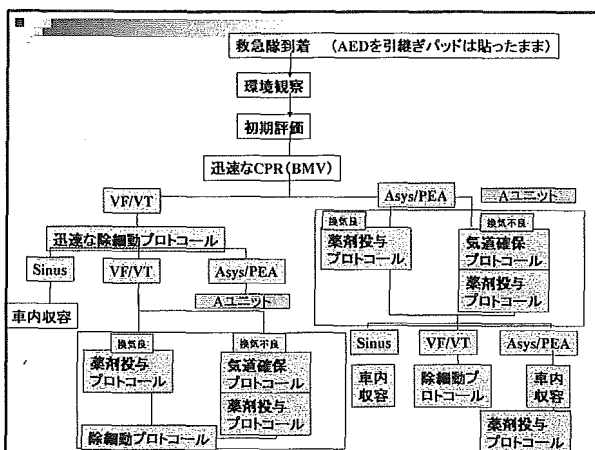 救急隊到着 (AEDを引継ぎパッドは貼ったまま)
環境観察
初期評価
迅速なCPR(BMV)
VF/VT
Asys/PEA
Aユニット
迅速な除細動プロトコール
Sinus
VF/VT
Asys/PEA
車内収容
Aユニット
換気良
薬剤投与
プロトコール
換気不良
気道確保
プロトコール
薬剤投与
プロトコール
除細動プロトコール
換気良
薬剤投与
プロトコール
換気不良
気道確保
プロトコール
薬剤投与
プロトコール
Sinus
VF/VT
Asys/PEA
車内
収容
除細動プ
ロトコール
車内
収容
薬剤投与
プロトコール